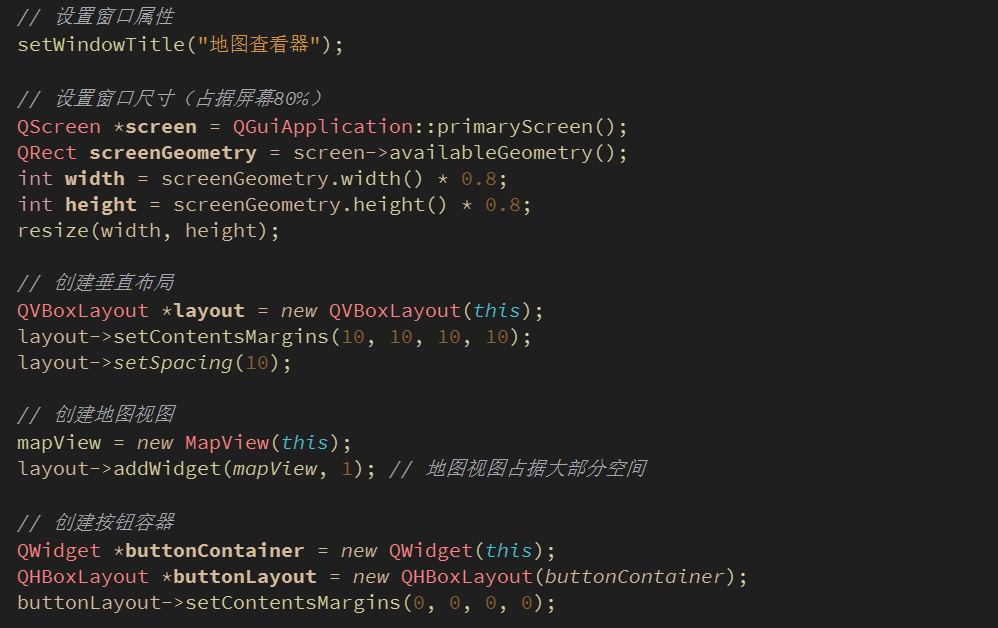 // 设置窗口属性
setWindowTitle("地图查看器");
// 设置窗口尺寸（占据屏幕80%）
QScreen *screen = QGuiApplication::primaryScreen();
QRect screenGeometry = screen->availableGeometry();
int width = screenGeometry.width() * 0.8;
int height = screenGeometry.height() * 0.8;
resize(width, height);
// 创建垂直布局
QVBoxLayout *layout = new QVBoxLayout(this);
layout->setContentsMargins(10, 10, 10, 10);
layout->setSpacing(10);
// 创建地图视图
mapView = new MapView(this);
layout->addWidget(mapView, 1); // 地图视图占据大部分空间
// 创建按钮容器
QWidget *buttonContainer = new QWidget(this);
QHBoxLayout *buttonLayout = new QHBoxLayout(buttonContainer);
buttonLayout->setContentsMargins(0, 0, 0, 0);